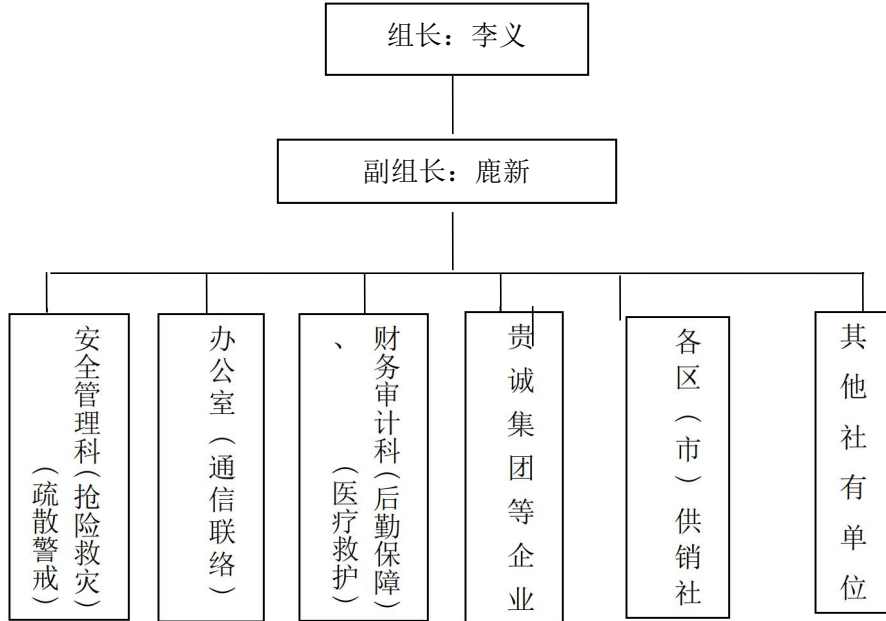 组长：李义
副组长：鹿新
安全管理科（抢险救灾）
（疏散警戒）
办公室（通信联络）
财务审计科（后勤保障）
、（医疗救护）
贵诚集团等企业
各区（市）供销社
其他社有单位